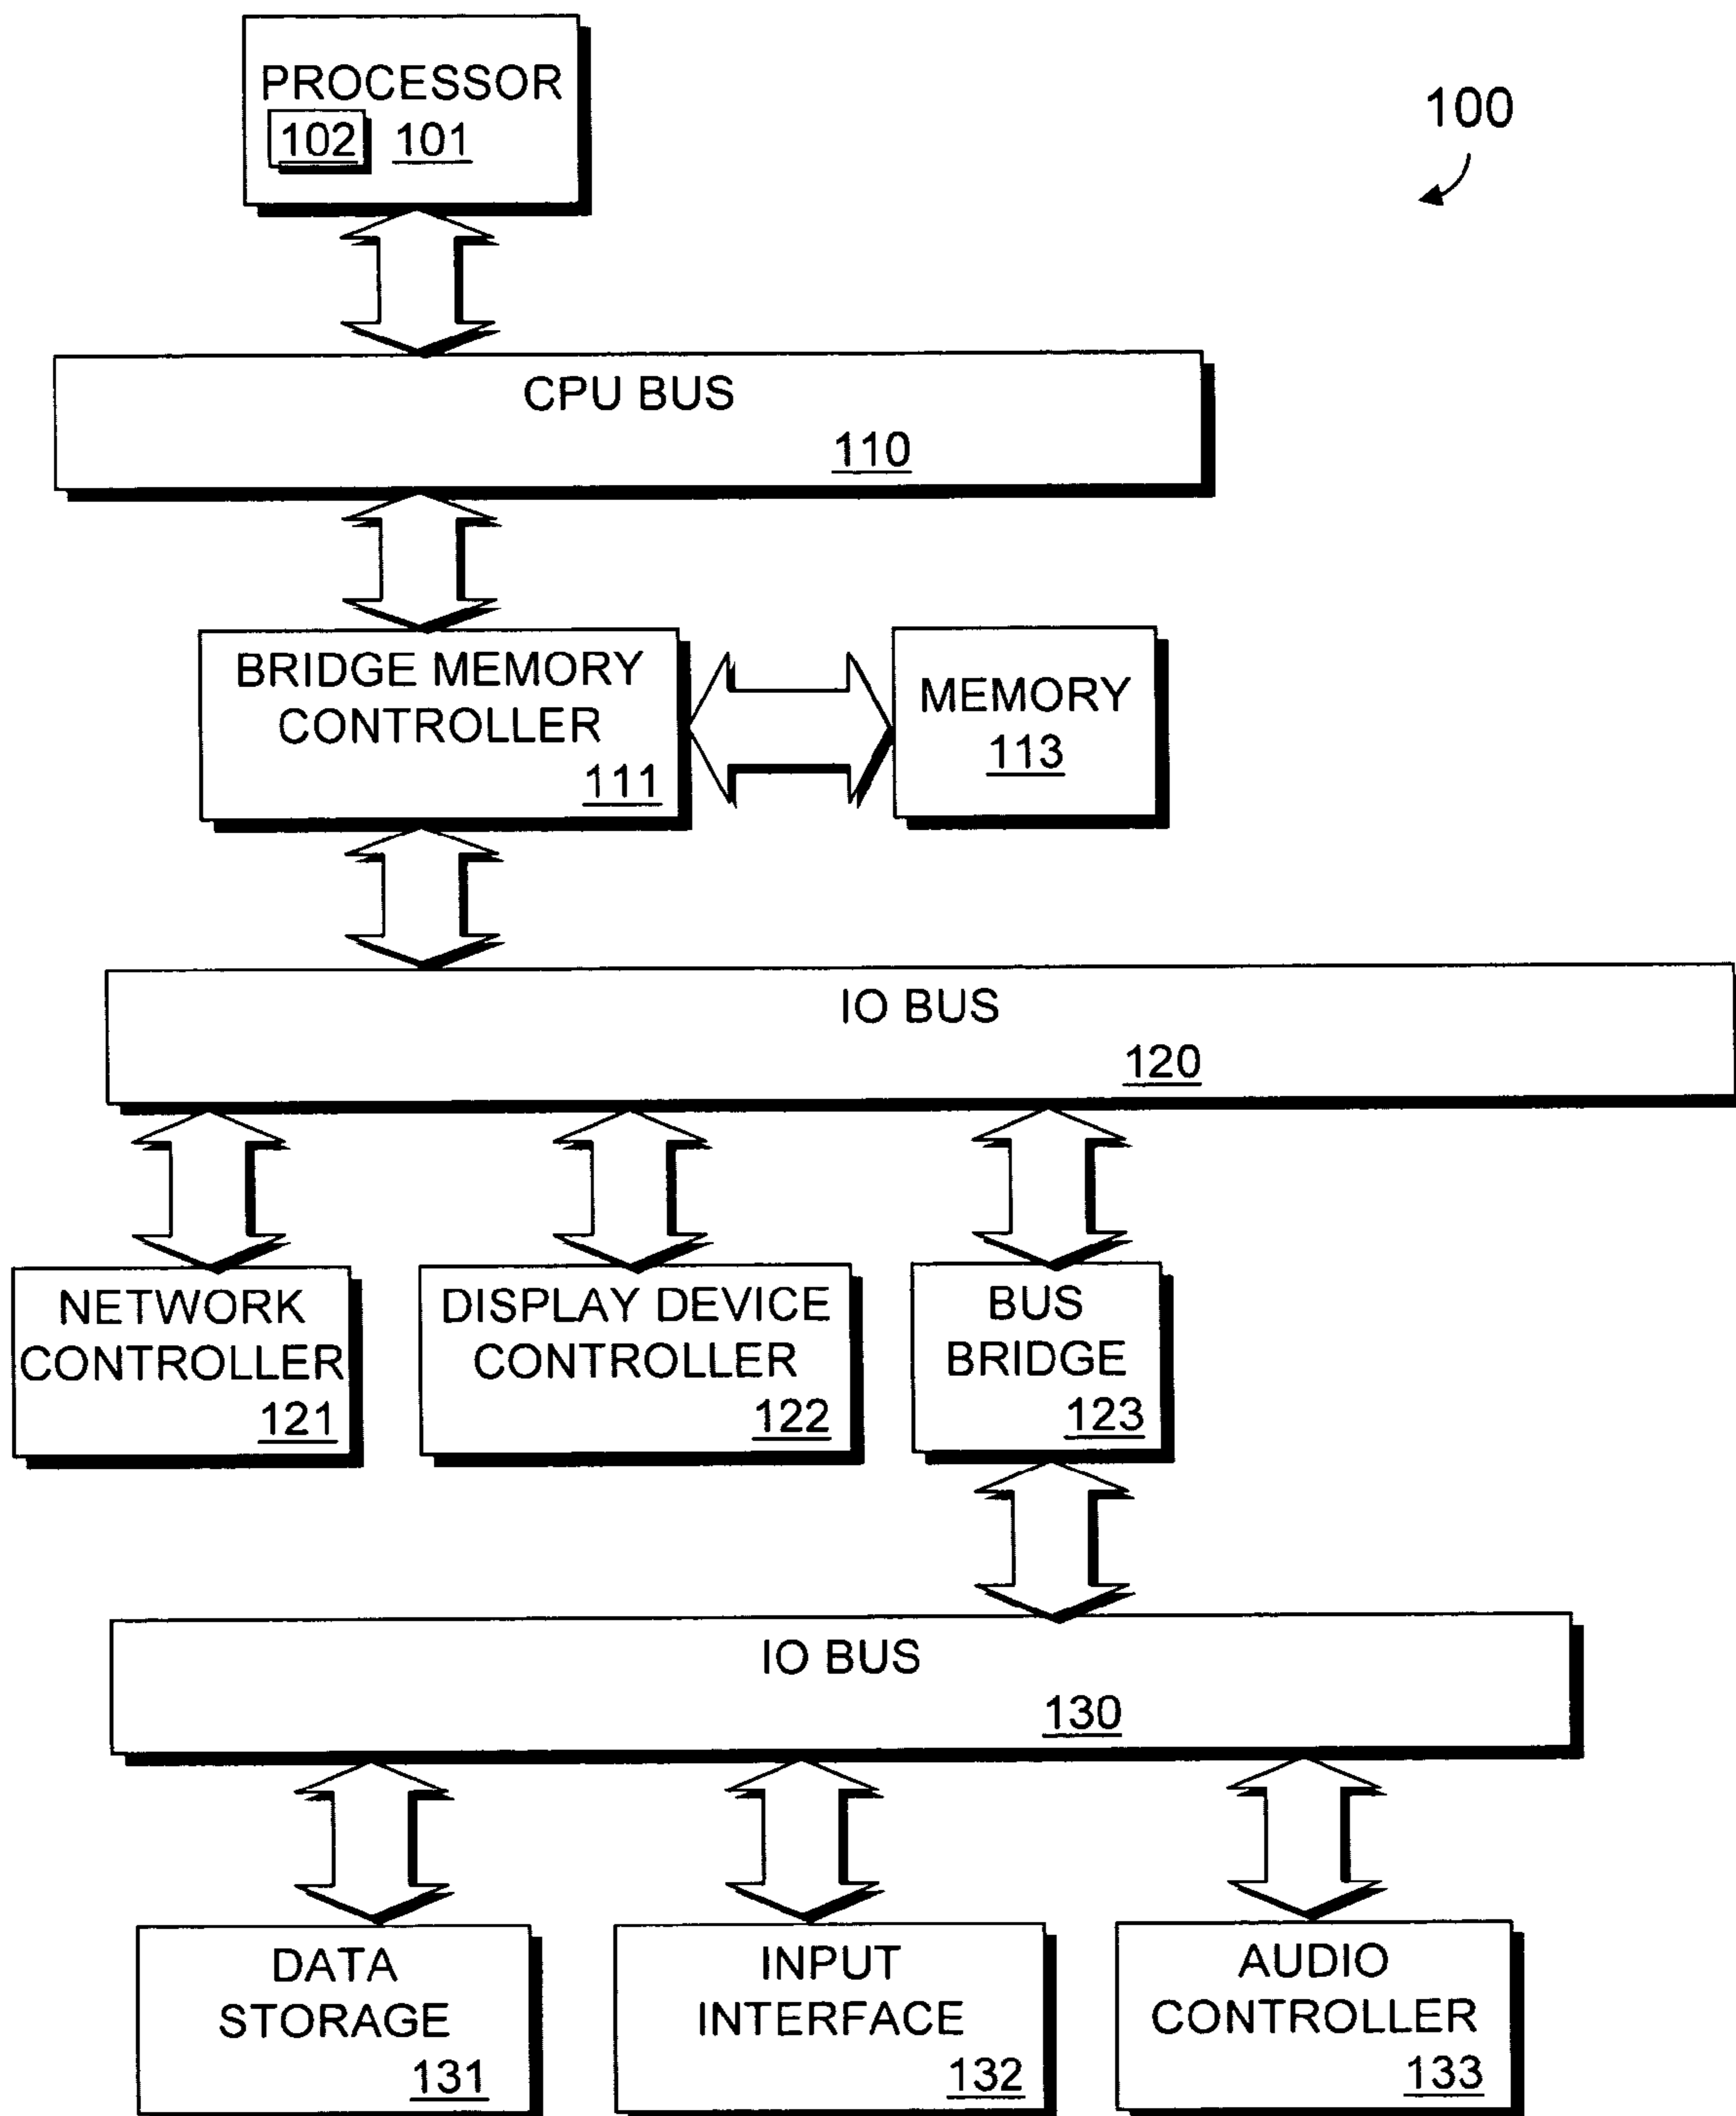 PROCESSOR
102 101
100
CPU BUS
110
BRIDGE MEMORY
CONTROLLER
111
MEMORY
113
IO BUS
120
NETWORK
CONTROLLER
121
DISPLAY DEVICE
CONTROLLER
122
BUS
BRIDGE
123
IO BUS
130
DATA
STORAGE
131
INPUT
INTERFACE
132
AUDIO
CONTROLLER
133